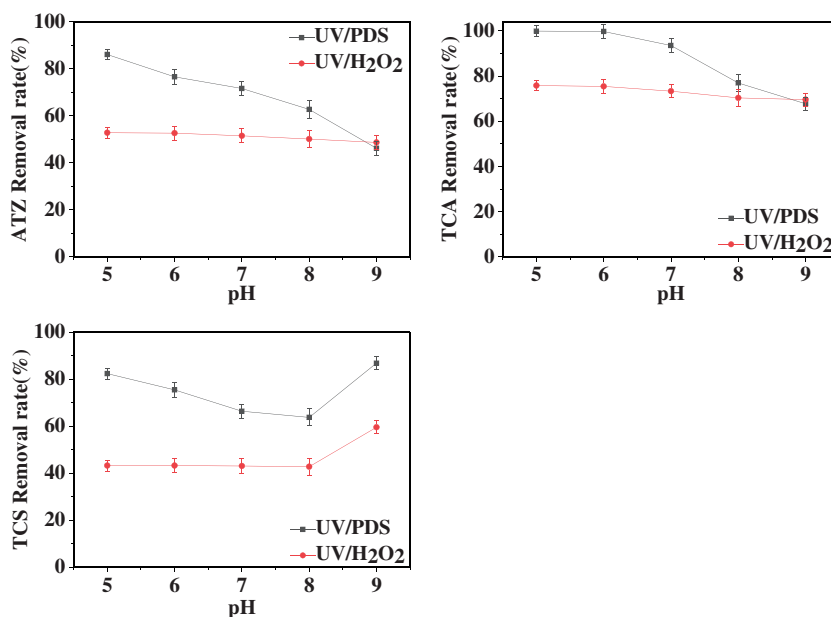 ATZ Removal rate(%)
100
80
60
40
20
0
UV/PDS
UV/H2O2
5 6 7 8 9
pH
TCA Removal rate(%)
100
80
60
40
20
0
UV/PDS
UV/H2O2
5 6 7 8 9
pH
TCS Removal rate(%)
100
80
60
40
20
0
UV/PDS
UV/H2O2
5 6 7 8 9
pH